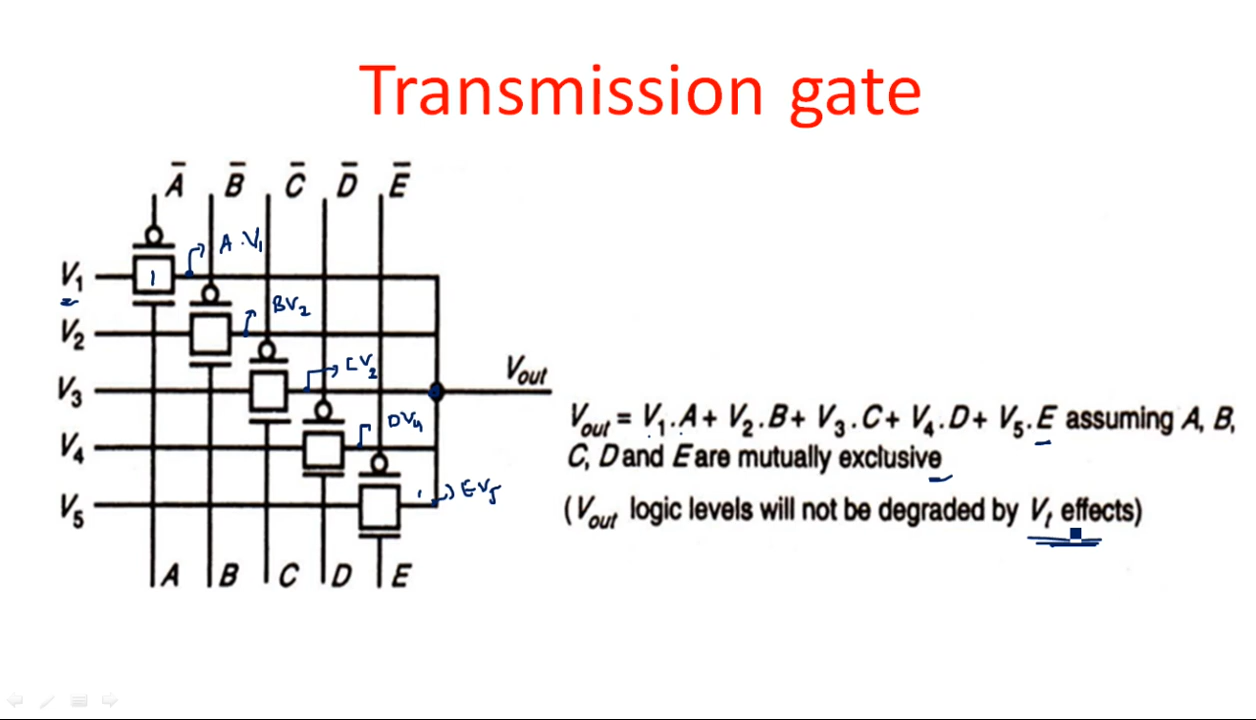 Transmission gate
A̅ B̅ C̅ D̅ E̅
A.V₁
V₁ 1
BV₂
V₂
CV₂
V₃
Vout
DV₄
V₄
EV₅
V₅
A B C D E
Vout = V₁.A + V₂.B + V₃.C + V₄.D + V₅.E assuming A, B,
C, D and E are mutually exclusive
(Vout logic levels will not be degraded by Vt effects)